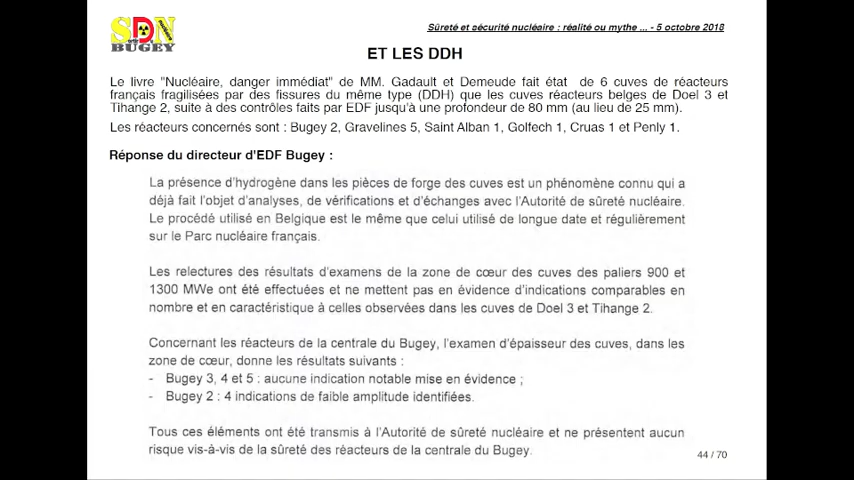 SDN
BUGEY
Sûreté et sécurité nucléaire : réalité ou mythe ... - 5 octobre 2018
ET LES DDH
Le livre "Nucléaire, danger immédiat" de MM. Gadault et Demeude fait état de 6 cuves de réacteurs
français fragilisées par des fissures du même type (DDH) que les cuves réacteurs belges de Doel 3 et
Tihange 2, suite à des contrôles faits par EDF jusqu'à une profondeur de 80 mm (au lieu de 25 mm).
Les réacteurs concernés sont : Bugey 2, Gravelines 5, Saint Alban 1, Golfech 1, Cruas 1 et Penly 1.
Réponse du directeur d'EDF Bugey :
La présence d'hydrogène dans les pièces de forge des cuves est un phénomène connu qui a
déjà fait l'objet d'analyses, de vérifications et d'échanges avec l'Autorité de sûreté nucléaire.
Le procédé utilisé en Belgique est le même que celui utilisé de longue date et régulièrement
sur le Parc nucléaire français.
Les relectures des résultats d'examens de la zone de cœur des cuves des paliers 900 et
1300 MWe ont été effectuées et ne mettent pas en évidence d'indications comparables en
nombre et en caractéristique à celles observées dans les cuves de Doel 3 et Tihange 2.
Concernant les réacteurs de la centrale du Bugey, l'examen d'épaisseur des cuves, dans les
zone de cœur, donne les résultats suivants :
- Bugey 3, 4 et 5 : aucune indication notable mise en évidence ;
- Bugey 2 : 4 indications de faible amplitude identifiées.
Tous ces éléments ont été transmis à l'Autorité de sûreté nucléaire et ne présentent aucun
risque vis-à-vis de la sûreté des réacteurs de la centrale du Bugey.
44 / 70